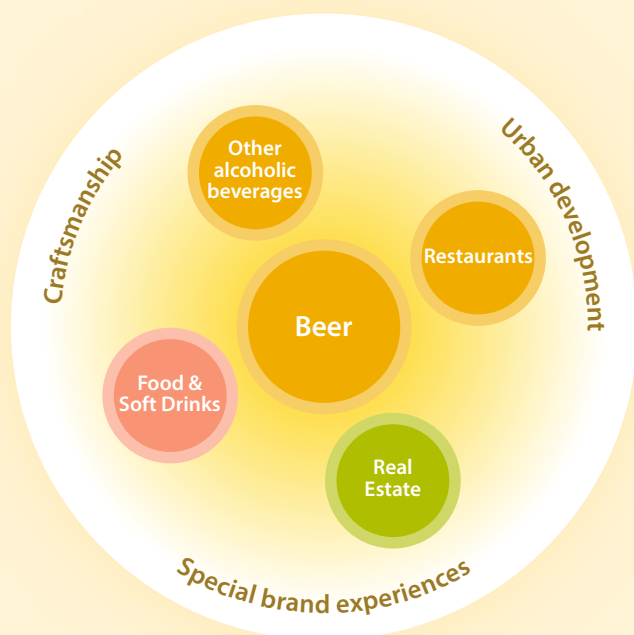 Craftsmanship
Urban development
Other
alcoholic
beverages
Restaurants
Beer
Food &
Soft Drinks
Real
Estate
Special brand experiences